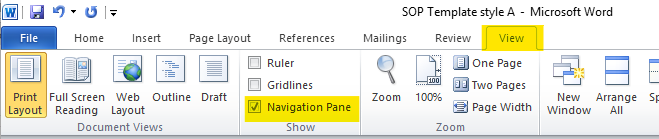 SOP Template style A - Microsoft Word
File Home Insert Page Layout References Mailings Review View
Print Layout
Full Screen Reading
Web Layout
Outline
Draft
Document Views
Ruler
Gridlines
Navigation Pane
Show
Zoom
100
100%
One Page
Two Pages
Page Width
Zoom
New Window
Arrange All